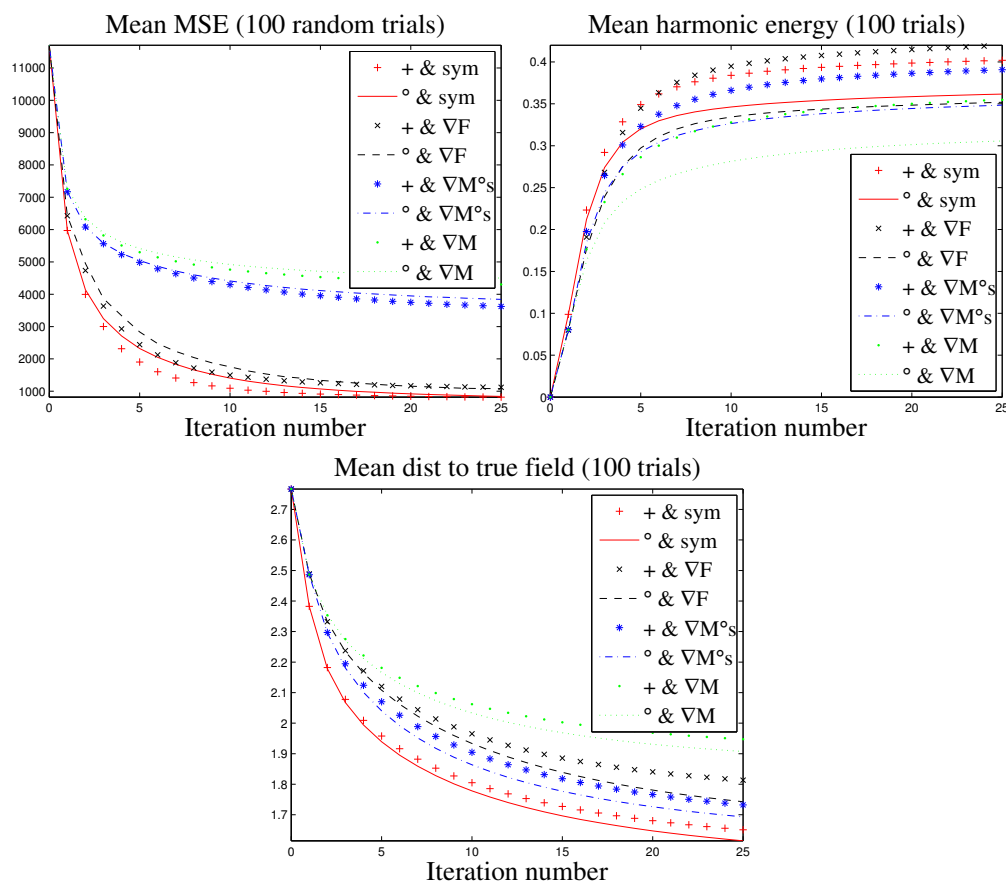 Mean MSE (100 random trials)
11000
10000
9000
8000
7000
6000
5000
4000
3000
2000
1000
0
5
10
15
20
25
Iteration number
+ & sym
° & sym
+ & ∇F
° & ∇F
+ & ∇M°s
° & ∇M°s
+ & ∇M
° & ∇M
Mean harmonic energy (100 trials)
0.4
0.35
0.3
0.25
0.2
0.15
0.1
0.05
0
0
5
10
15
20
25
Iteration number
+ & sym
° & sym
+ & ∇F
° & ∇F
+ & ∇M°s
° & ∇M°s
+ & ∇M
° & ∇M
Mean dist to true field (100 trials)
2.7
2.6
2.5
2.4
2.3
2.2
2.1
2
1.9
1.8
1.7
0
5
10
15
20
25
Iteration number
+ & sym
° & sym
+ & ∇F
° & ∇F
+ & ∇M°s
° & ∇M°s
+ & ∇M
° & ∇M